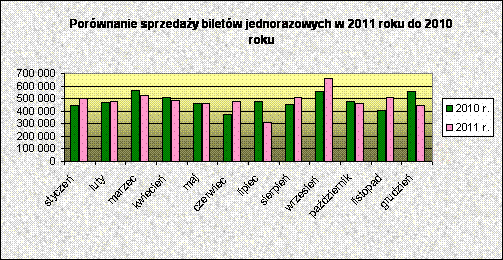 Porównanie sprzedaży biletów jednorazowych w 2011 roku do 2010
roku
700 000
600 000
500 000
400 000
300 000
200 000
100 000
0
styczeń
luty
marzec
kwiecień
maj
czerwiec
lipiec
sierpień
wrzesień
październik
listopad
grudzień
2010 r.
2011 r.